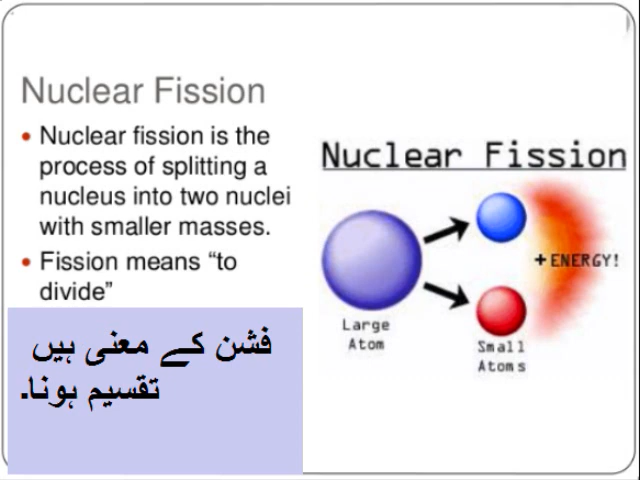 Nuclear Fission
• Nuclear fission is the
process of splitting a
nucleus into two nuclei
with smaller masses.
• Fission means “to
divide”
فشن کے معنی ہیں
تقسیم ہونا۔
Nuclear Fission
+ ENERGY!
Large
Atom
Small
Atoms